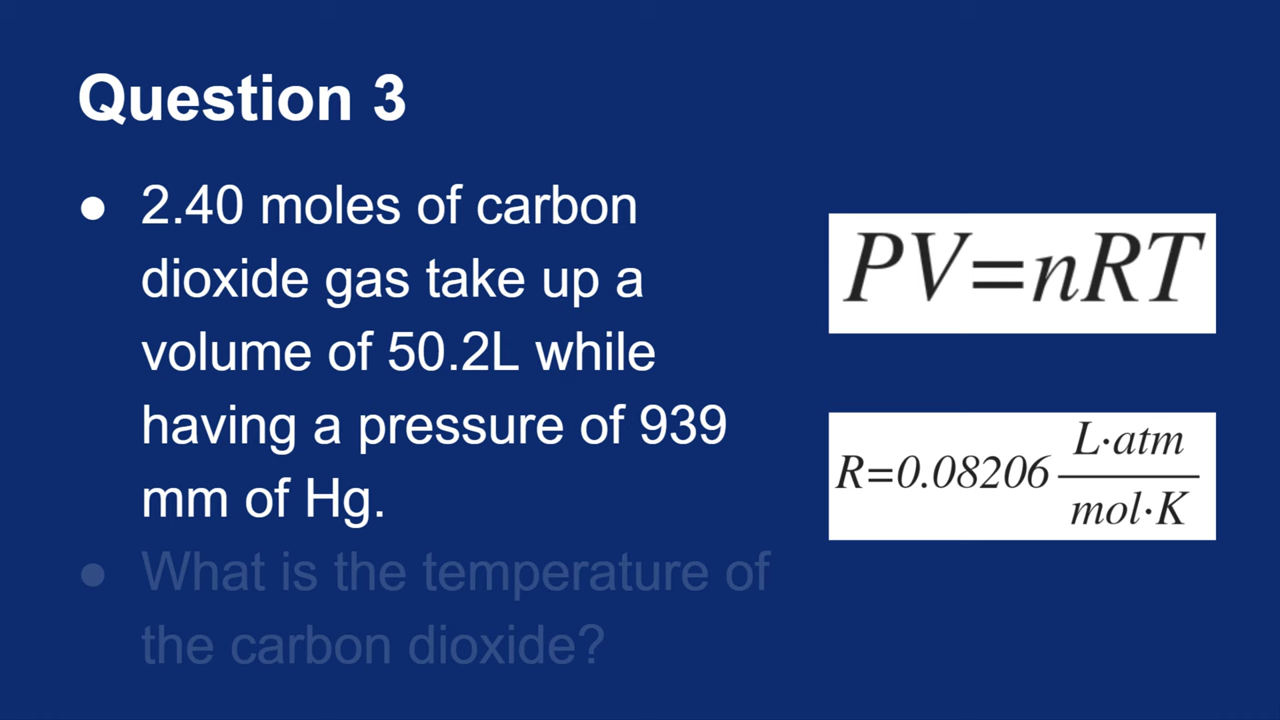 Question 3
● 2.40 moles of carbon
dioxide gas take up a
volume of 50.2L while
having a pressure of 939
mm of Hg.
● What is the temperature of
the carbon dioxide?
PV=nRT
R=0.08206 L·atm
mol·K